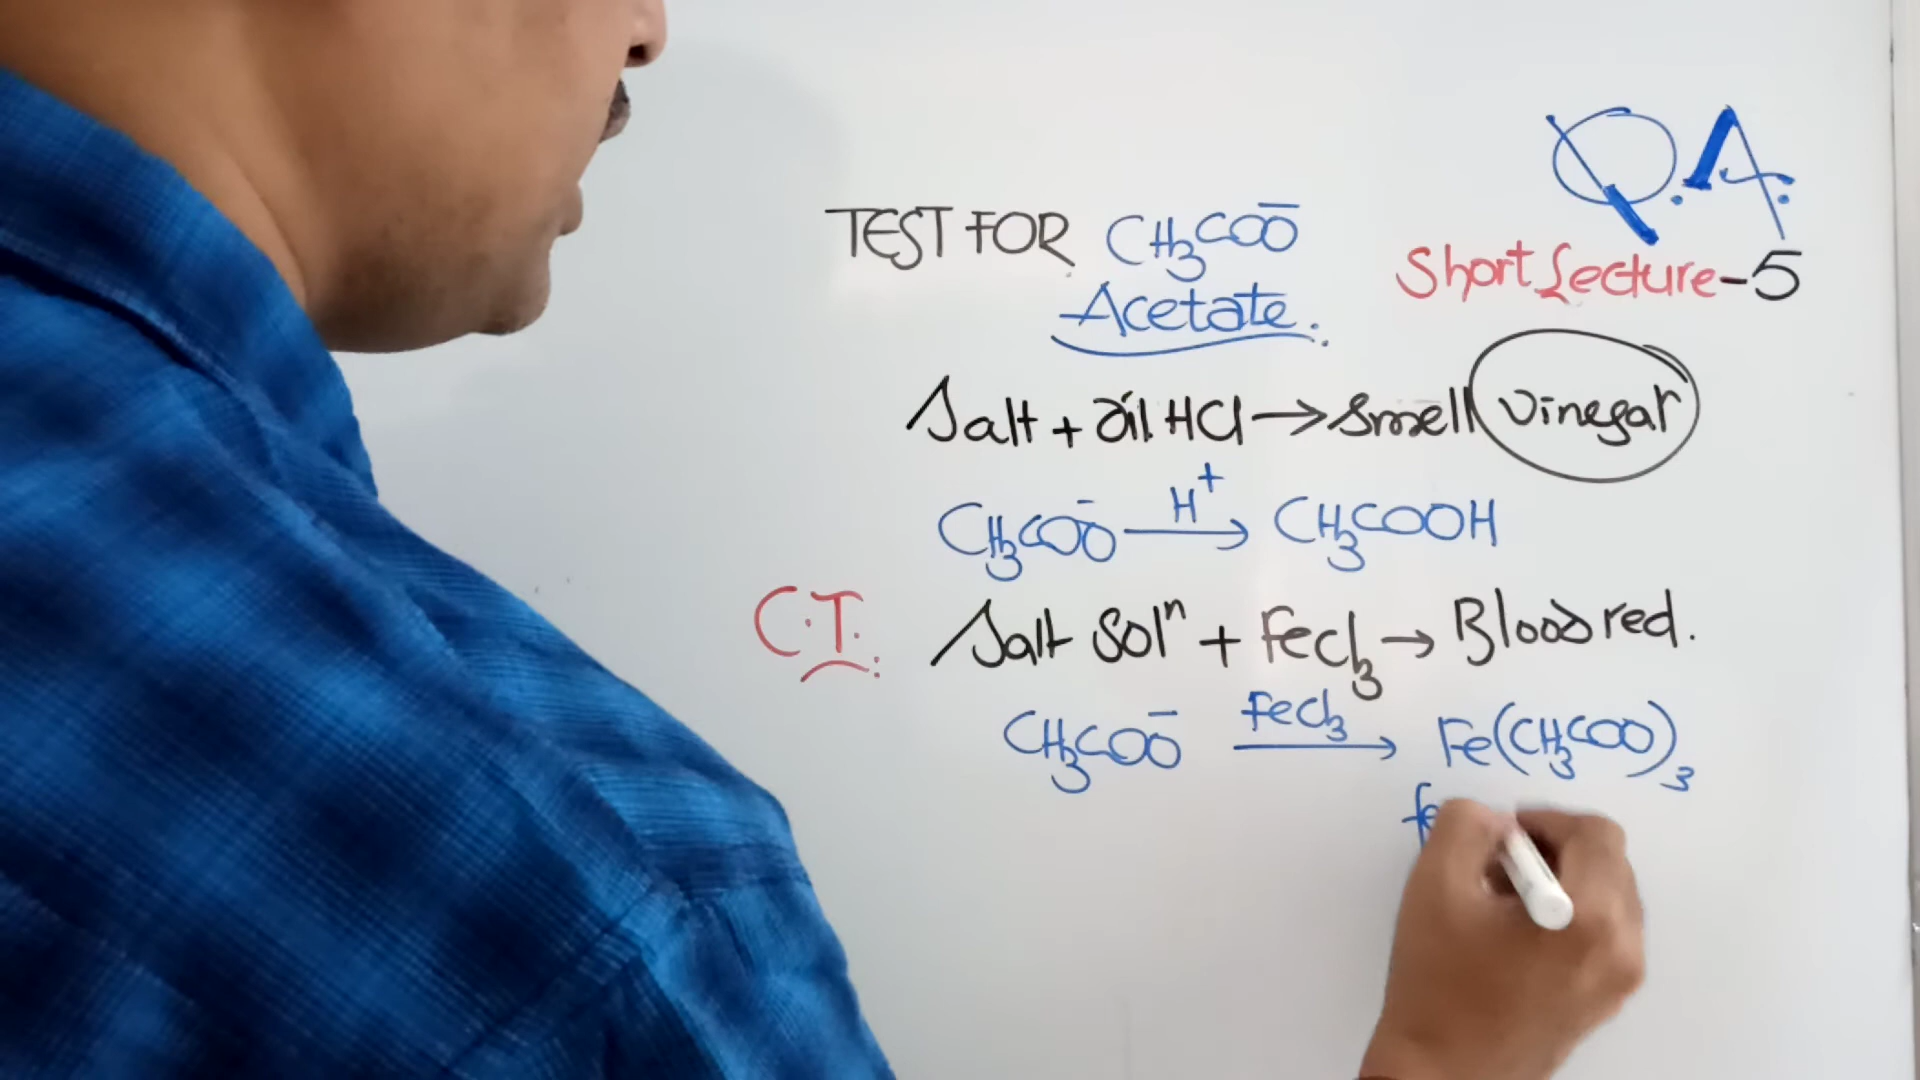 Q.A.
Short Lecture-5
TEST FOR CH₃COO⁻
Acetate.
Salt + dil HCl → Smell Vinegar
CH₃COO⁻ H⁺→ CH₃COOH
C.T. Salt Solⁿ + FeCl₃ → Blood red.
CH₃COO⁻ FeCl₃→ Fe(CH₃COO)₃